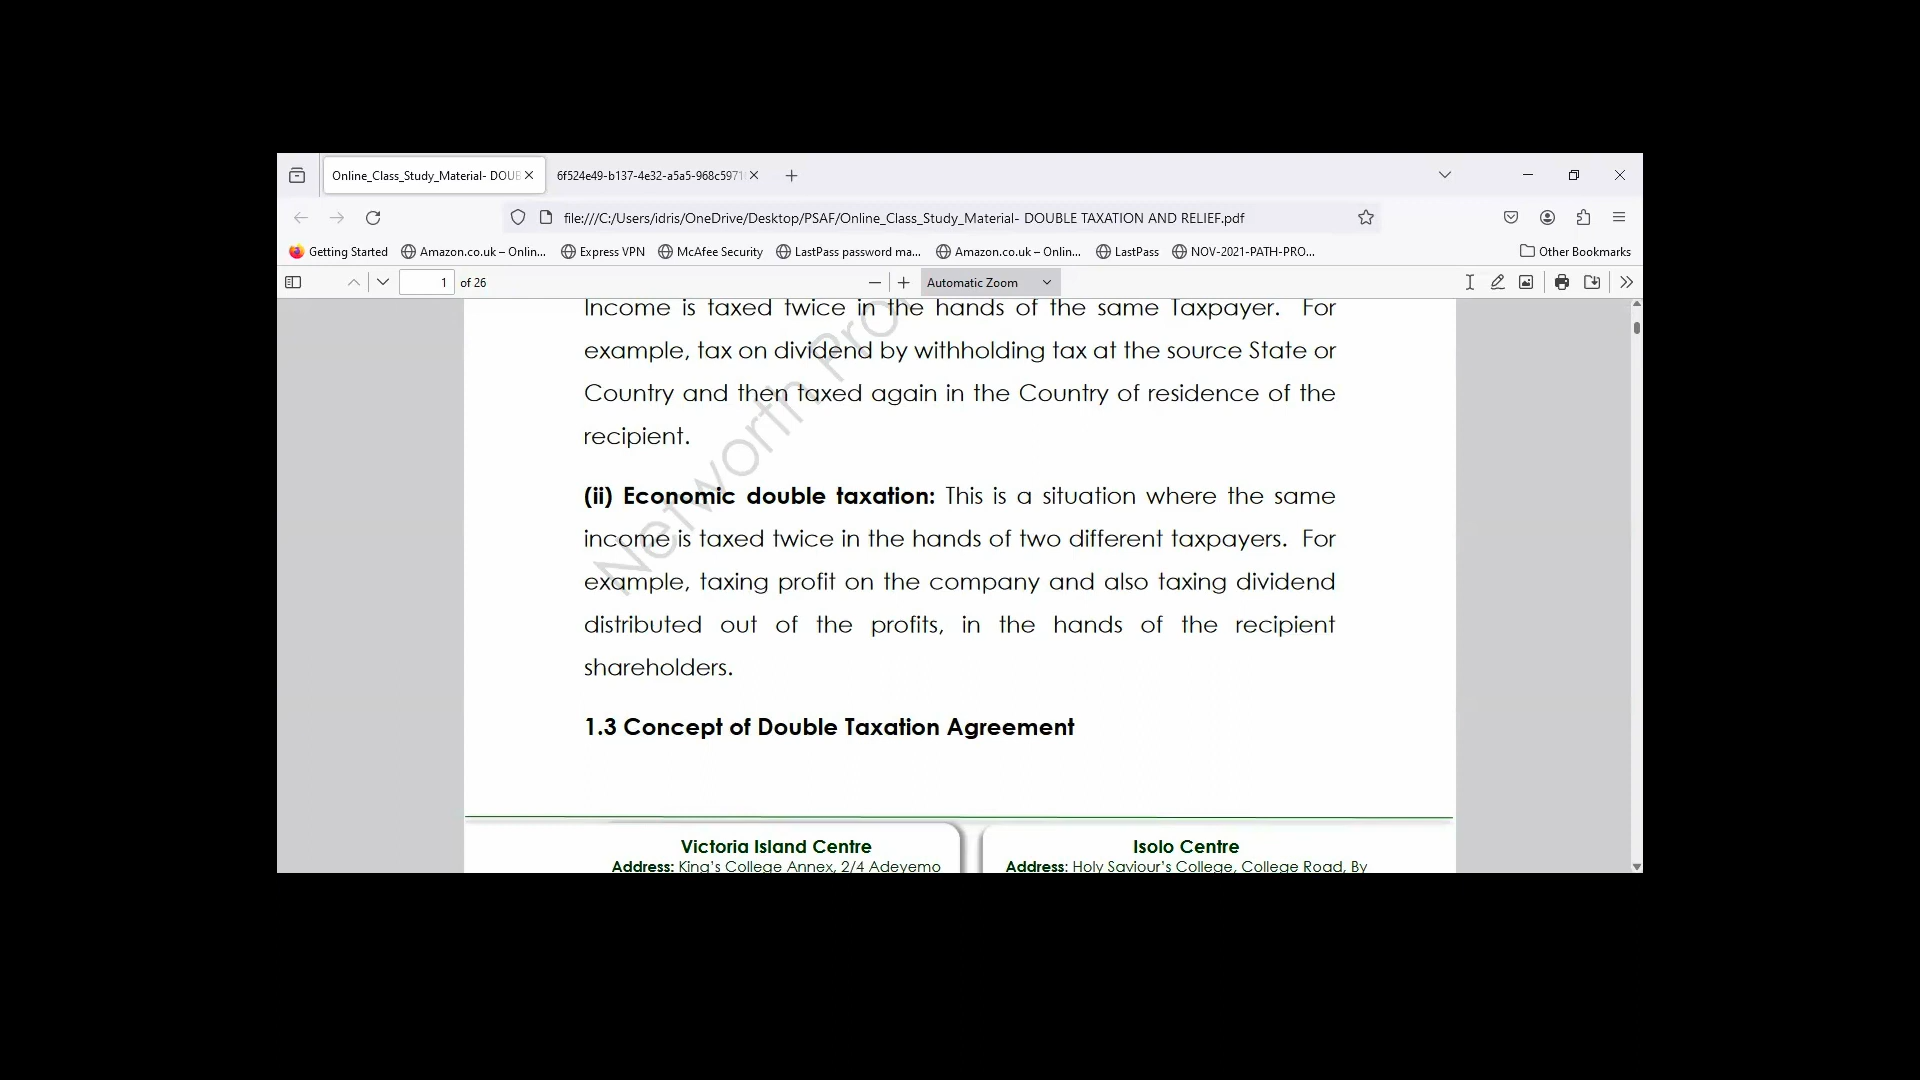 Online_Class_Study_Material- DOUB
6f524e49-b137-4e32-a5a5-968c5971
file:///C:/Users/idris/OneDrive/Desktop/PSAF/Online_Class_Study_Material- DOUBLE TAXATION AND RELIEF.pdf
Getting Started Amazon.co.uk – Onlin... Express VPN McAfee Security LastPass password ma... Amazon.co.uk – Onlin... LastPass NOV-2021-PATH-PRO... Other Bookmarks
1 of 26 Automatic Zoom
Income is taxed twice in the hands of the same Taxpayer. For
example, tax on dividend by withholding tax at the source State or
Country and then taxed again in the Country of residence of the
recipient.
(ii) Economic double taxation: This is a situation where the same
income is taxed twice in the hands of two different taxpayers. For
example, taxing profit on the company and also taxing dividend
distributed out of the profits, in the hands of the recipient
shareholders.
1.3 Concept of Double Taxation Agreement
Networth Pro
Victoria Island Centre
Address: King's College Annex, 2/4 Adeyemo
Isolo Centre
Address: Holy Saviour's College, College Road, By